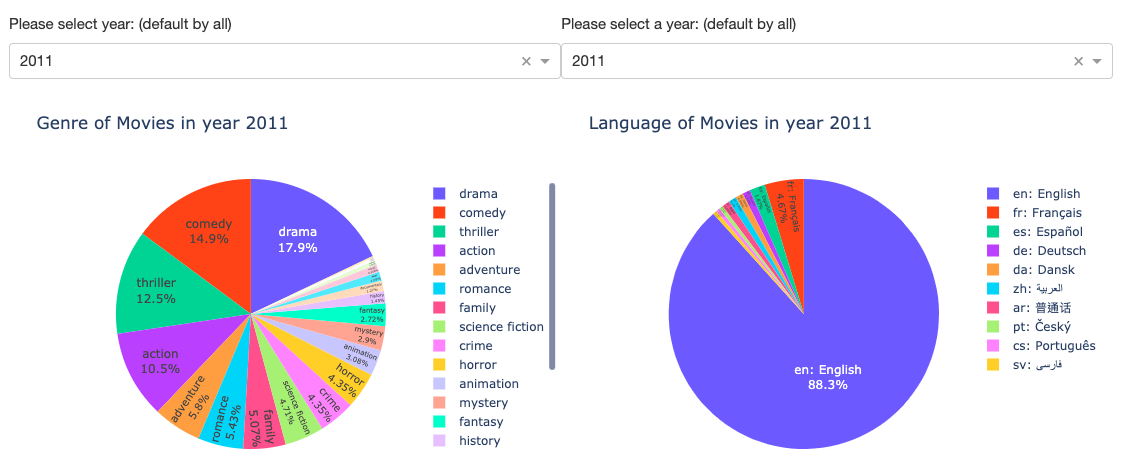 Please select year: (default by all)
2011
Please select a year: (default by all)
2011
Genre of Movies in year 2011
drama
17.9%
comedy
14.9%
thriller
12.5%
action
10.5%
adventure
5.8%
romance
5.43%
family
5.07%
science fiction
4.71%
crime
4.35%
horror
4.35%
animation
3.08%
mystery
2.9%
fantasy
2.72%
history
drama
comedy
thriller
action
adventure
romance
family
science fiction
crime
horror
animation
mystery
fantasy
history
Language of Movies in year 2011
en: English
88.3%
fr: Français
4.67%
en: English
fr: Français
es: Español
de: Deutsch
da: Dansk
zh: العربية
ar: 普通话
pt: Český
cs: Português
sv: فارسی